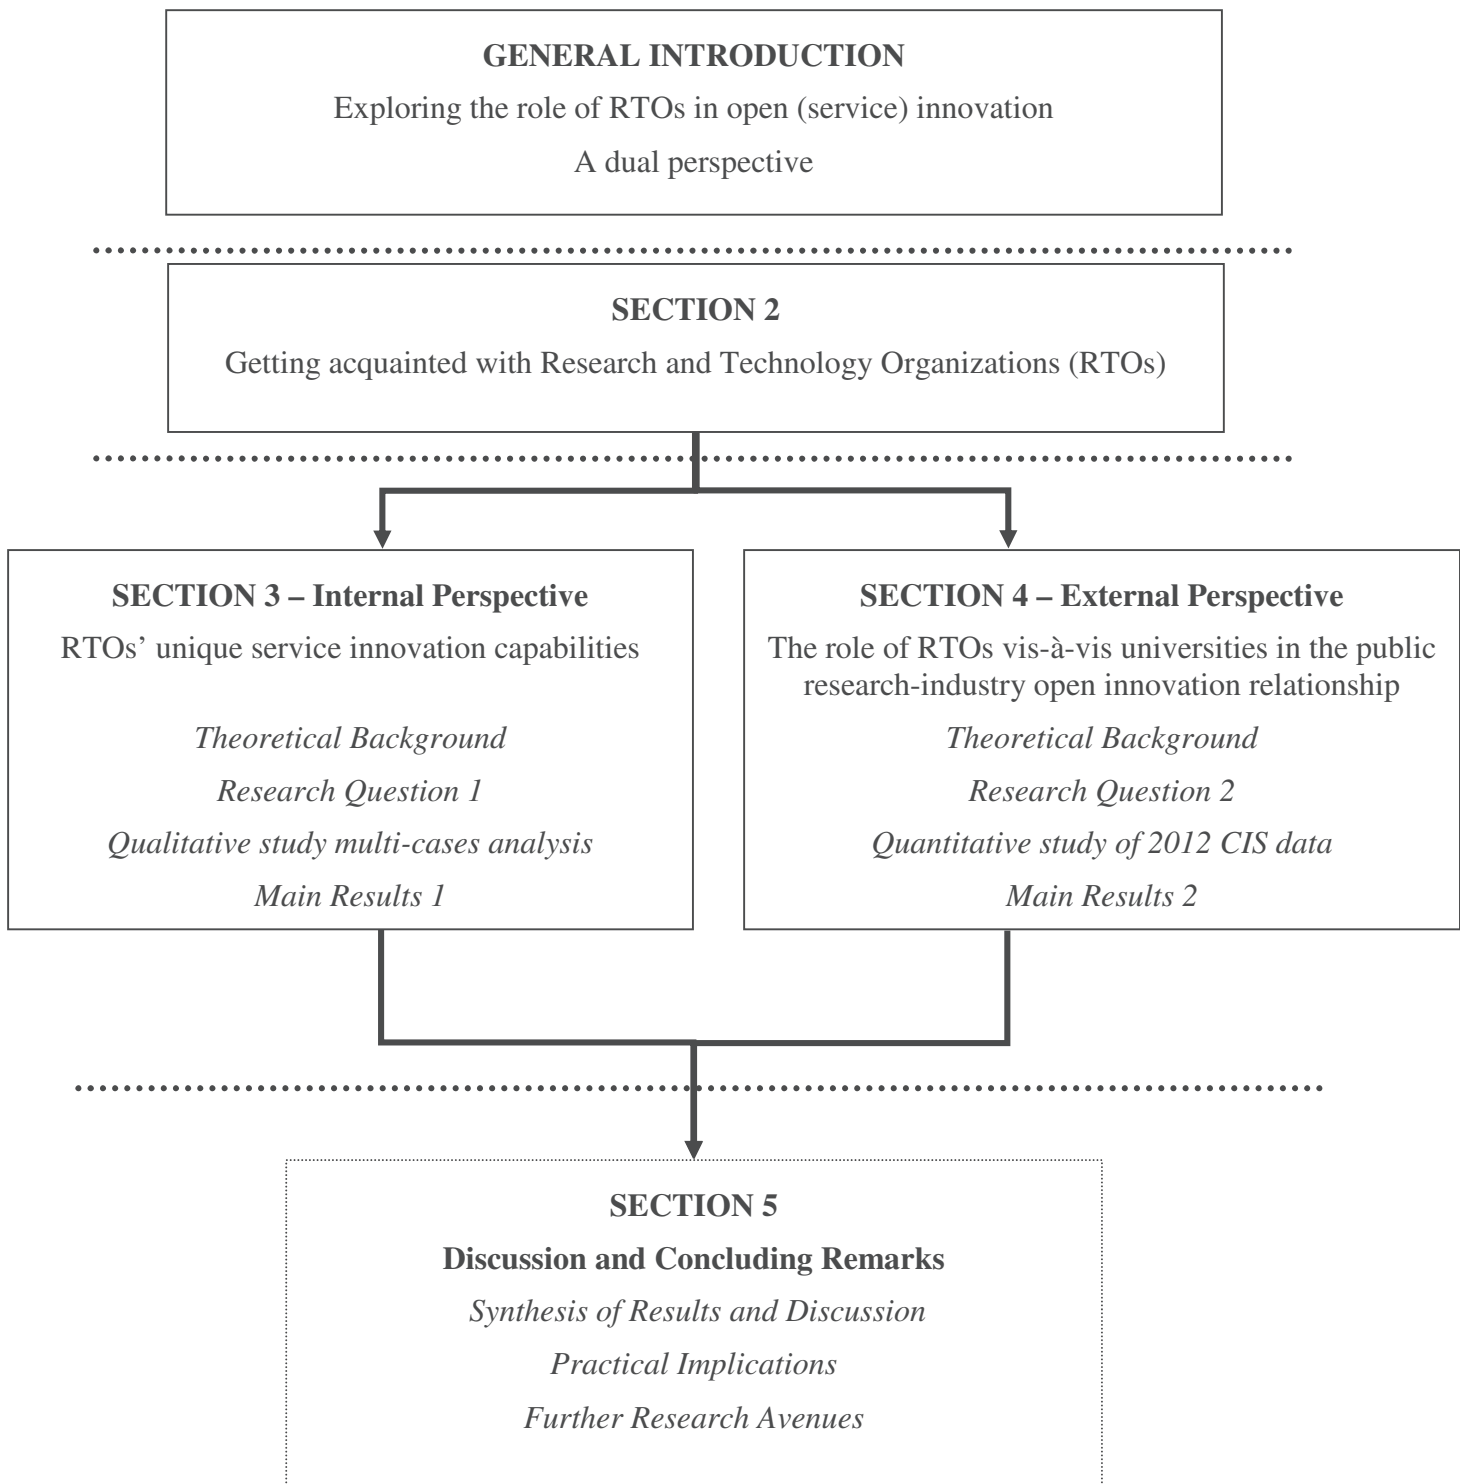 GENERAL INTRODUCTION
Exploring the role of RTOs in open (service) innovation
A dual perspective
SECTION 2
Getting acquainted with Research and Technology Organizations (RTOs)
SECTION 3 – Internal Perspective
RTOs’ unique service innovation capabilities
Theoretical Background
Research Question 1
Qualitative study multi-cases analysis
Main Results 1
SECTION 4 – External Perspective
The role of RTOs vis-à-vis universities in the public
research-industry open innovation relationship
Theoretical Background
Research Question 2
Quantitative study of 2012 CIS data
Main Results 2
SECTION 5
Discussion and Concluding Remarks
Synthesis of Results and Discussion
Practical Implications
Further Research Avenues